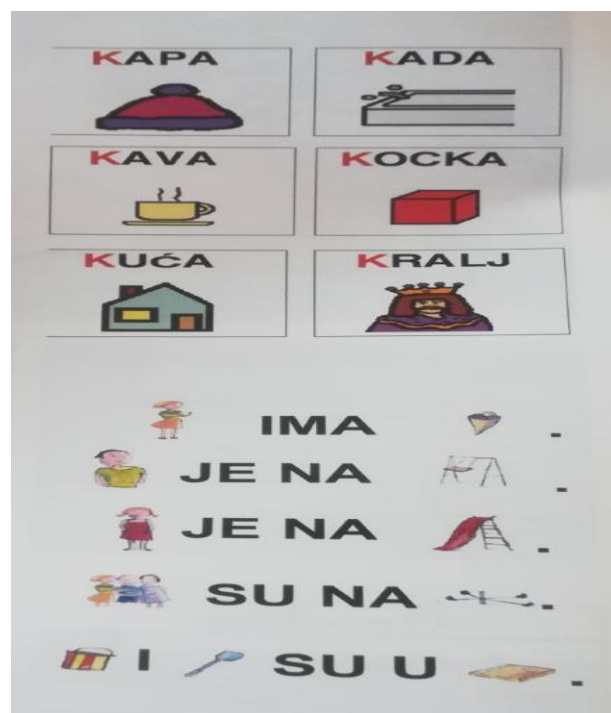 KAPA KADA
KAVA KOCKA
KUćA KRALJ
IMA .
JE NA .
JE NA .
SU NA .
I SU U .